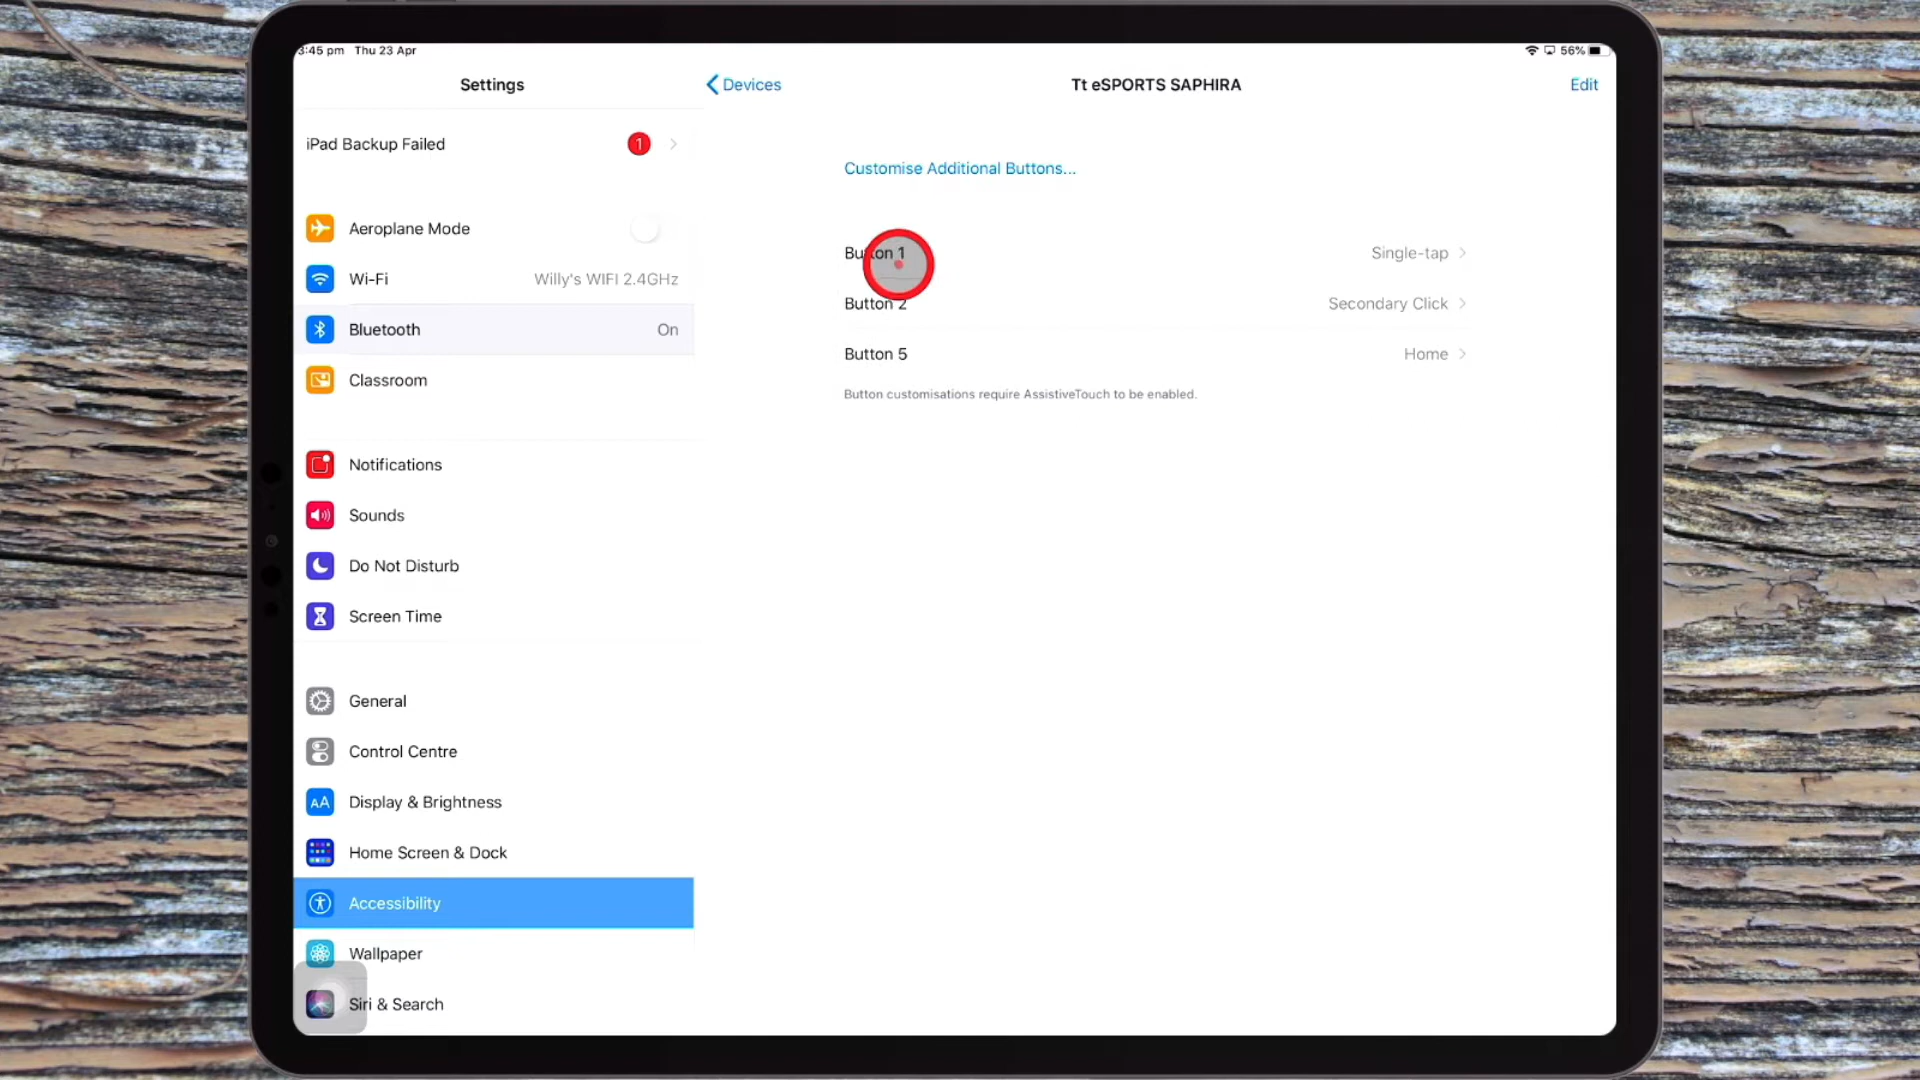 3:45 pm Thu 23 Apr
56%
Settings
Devices
Tt eSPORTS SAPHIRA
Edit
iPad Backup Failed
1
Customise Additional Buttons...
Aeroplane Mode
Wi-Fi
Willy's WIFI 2.4GHz
Bluetooth
On
Classroom
Button 1
Single-tap
Button 2
Secondary Click
Button 5
Home
Button customisations require AssistiveTouch to be enabled.
Notifications
Sounds
Do Not Disturb
Screen Time
General
Control Centre
AA
Display & Brightness
Home Screen & Dock
Accessibility
Wallpaper
Siri & Search